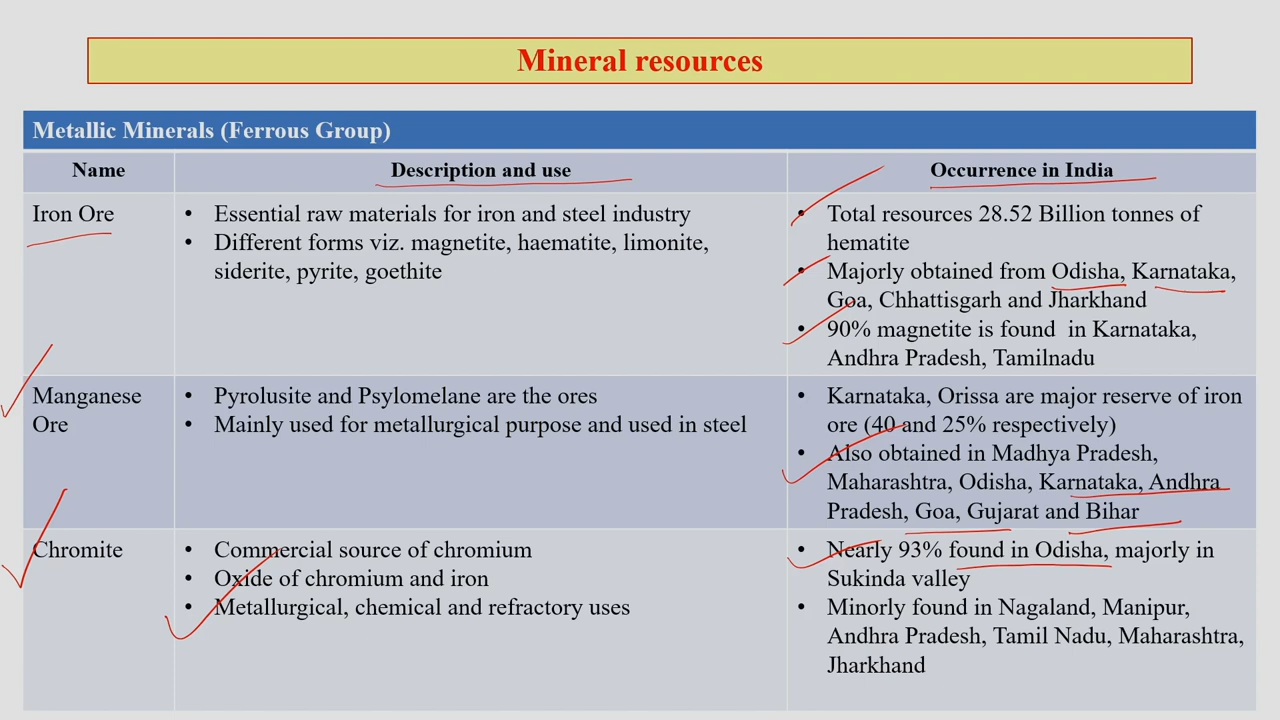 Mineral resources
Metallic Minerals (Ferrous Group)
Name
Description and use
Occurrence in India
Iron Ore
• Essential raw materials for iron and steel industry
• Different forms viz. magnetite, haematite, limonite,
siderite, pyrite, goethite
• Total resources 28.52 Billion tonnes of
hematite
• Majorly obtained from Odisha, Karnataka,
Goa, Chhattisgarh and Jharkhand
• 90% magnetite is found in Karnataka,
Andhra Pradesh, Tamilnadu
Manganese
Ore
• Pyrolusite and Psylomelane are the ores
• Mainly used for metallurgical purpose and used in steel
• Karnataka, Orissa are major reserve of iron
ore (40 and 25% respectively)
• Also obtained in Madhya Pradesh,
Maharashtra, Odisha, Karnataka, Andhra
Pradesh, Goa, Gujarat and Bihar
Chromite
• Commercial source of chromium
• Oxide of chromium and iron
• Metallurgical, chemical and refractory uses
• Nearly 93% found in Odisha, majorly in
Sukinda valley
• Minorly found in Nagaland, Manipur,
Andhra Pradesh, Tamil Nadu, Maharashtra,
Jharkhand